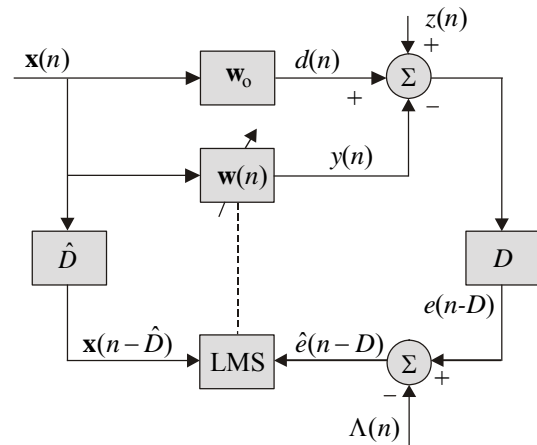 z(n)
x(n)
w_o
d(n)
+
Σ
+
−
w(n)
y(n)
D̂
D
e(n-D)
x(n−D̂)
LMS
ê(n−D)
Σ
+
−
Λ(n)